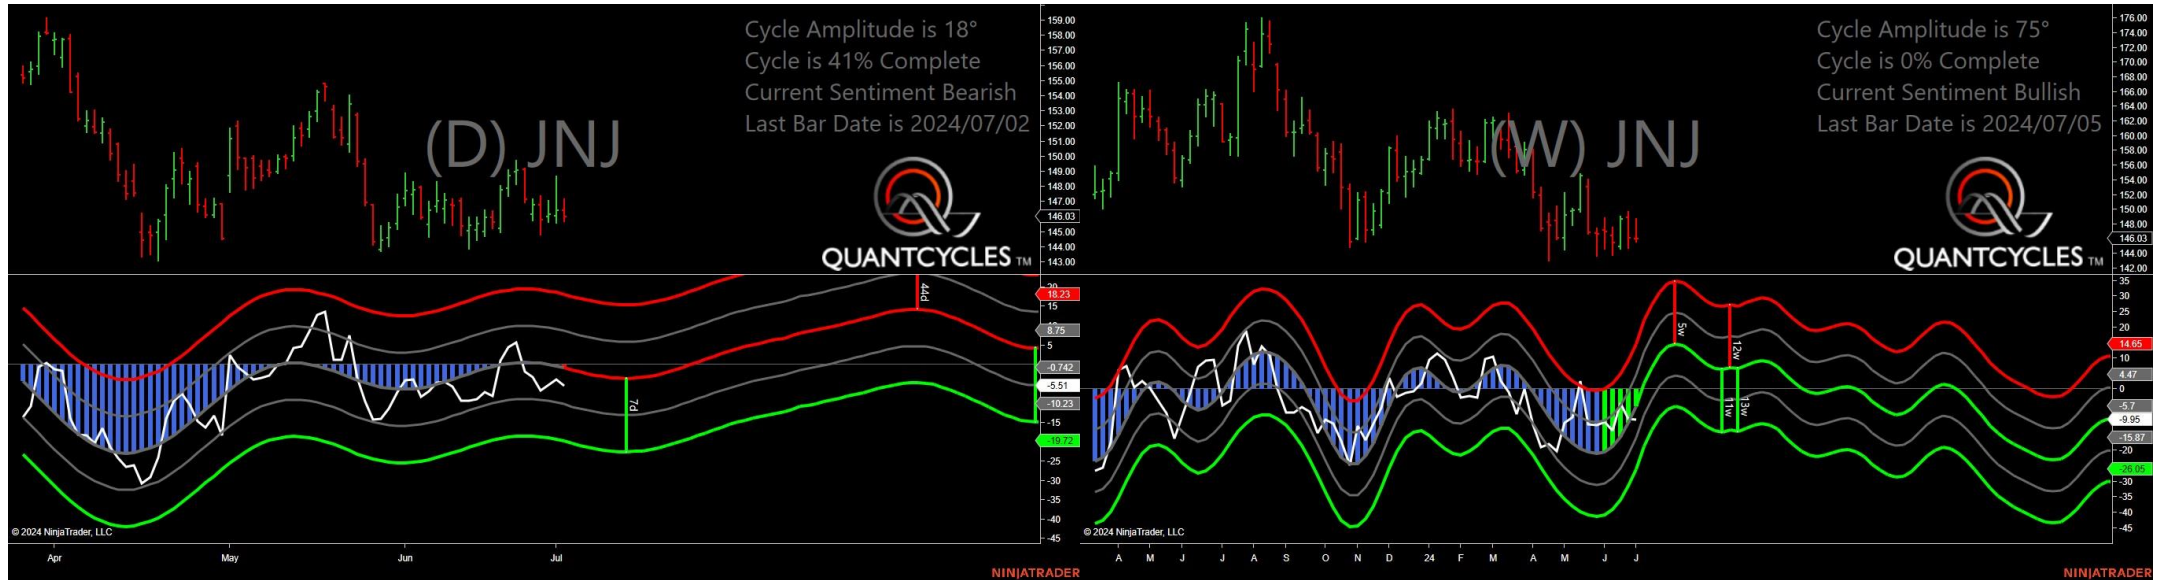 Cycle Amplitude is 18°
Cycle is 41% Complete
Current Sentiment Bearish
Last Bar Date is 2024/07/02
(D) JNJ
QUANTCYCLES TM
159.00
158.00
157.00
156.00
155.00
154.00
153.00
152.00
151.00
150.00
149.00
148.00
147.00
146.03
145.00
144.00
143.00
44d
7d
20
18.23
15
8.75
5
-0.742
-5.51
-10.23
-15
-19.72
-25
-30
-35
-40
-45
© 2024 NinjaTrader, LLC
Apr May Jun Jul
NINJATRADER
Cycle Amplitude is 75°
Cycle is 0% Complete
Current Sentiment Bullish
Last Bar Date is 2024/07/05
(W) JNJ
QUANTCYCLES TM
176.00
174.00
172.00
170.00
168.00
166.00
164.00
162.00
160.00
158.00
156.00
154.00
152.00
150.00
148.00
146.03
144.00
142.00
5w
12w
11w
13w
35
30
25
20
14.65
10
4.47
0
-5.7
-9.95
-15.87
-20
-26.05
-30
-35
-40
-45
© 2024 NinjaTrader, LLC
A M J J A S O N D 24 F M A M J J
NINJATRADER